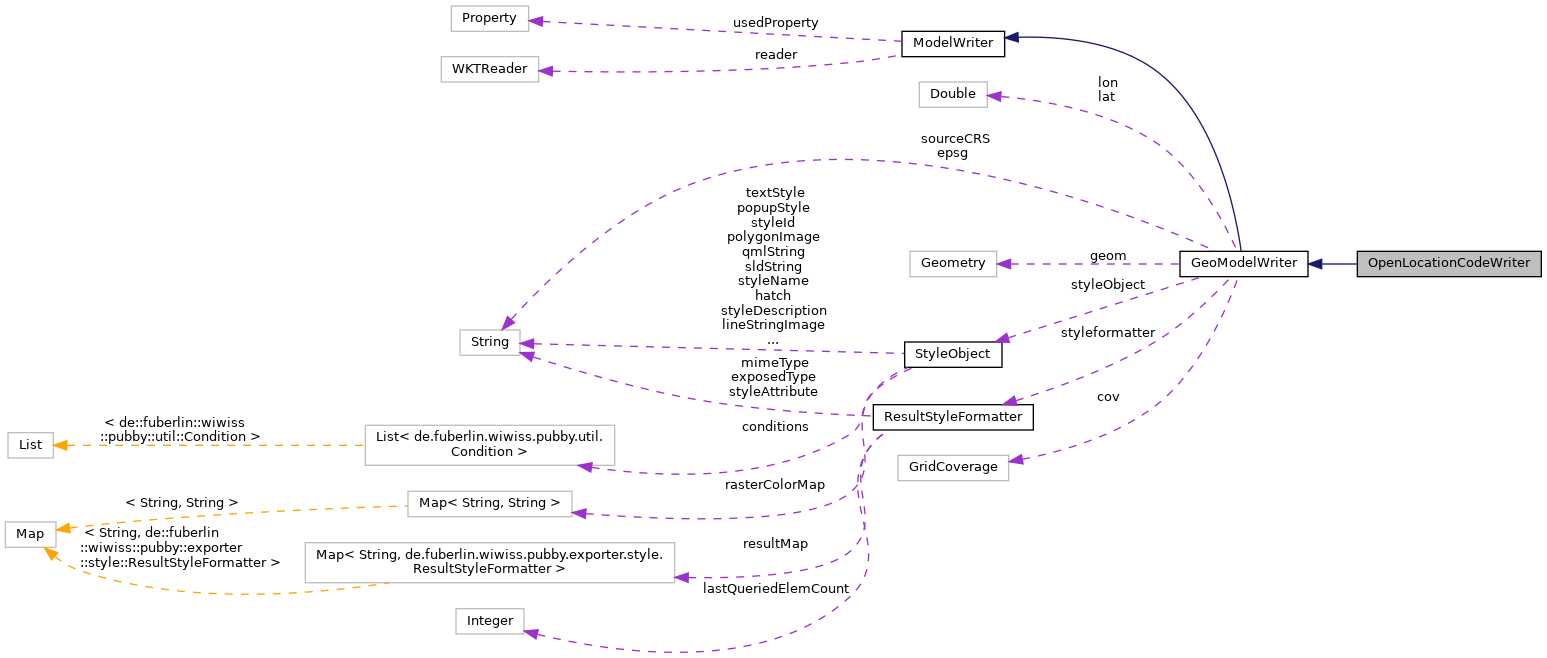 Property
usedProperty
ModelWriter
reader
WKTReader
Double
lon
lat
sourceCRS
epsg
textStyle
popupStyle
styleId
polygonImage
qmlString
sldString
styleName
hatch
styleDescription
lineStringImage
...
Geometry
geom
GeoModelWriter
OpenLocationCodeWriter
styleObject
styleformatter
String
StyleObject
mimeType
exposedType
styleAttribute
cov
ResultStyleFormatter
< de::fuberlin::wiwiss
::pubby::util::Condition >
conditions
List
List< de.fuberlin.wiwiss.pubby.util.
Condition >
GridCoverage
rasterColorMap
< String, String >
Map< String, String >
Map
< String, de::fuberlin
::wiwiss::pubby::exporter
::style::ResultStyleFormatter >
resultMap
Map< String, de.fuberlin.wiwiss.pubby.exporter.style.
ResultStyleFormatter >
lastQueriedElemCount
Integer